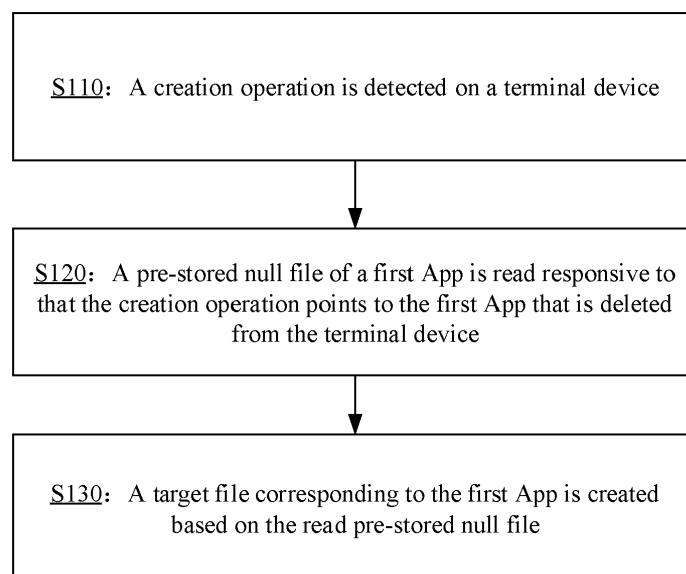 S110：A creation operation is detected on a terminal device
S120：A pre-stored null file of a first App is read responsive to
that the creation operation points to the first App that is deleted
from the terminal device
S130：A target file corresponding to the first App is created
based on the read pre-stored null file